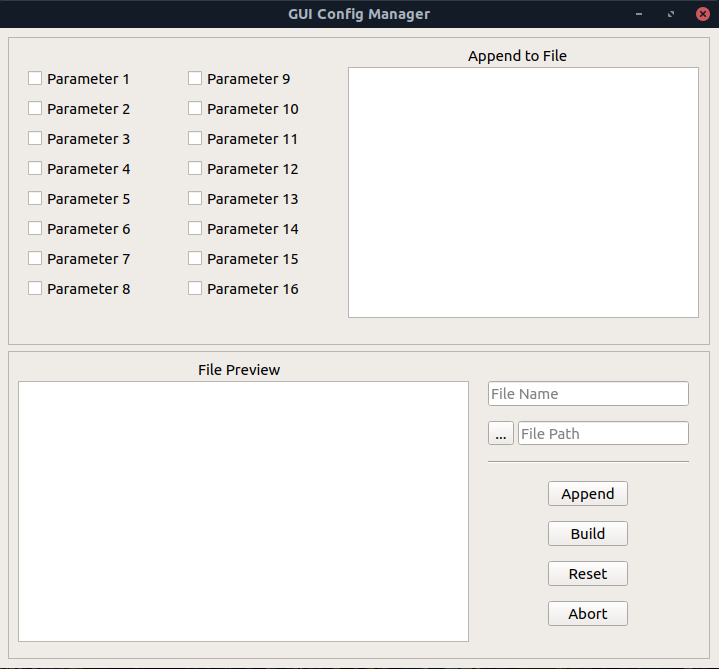 GUI Config Manager
Append to File
Parameter 1
Parameter 2
Parameter 3
Parameter 4
Parameter 5
Parameter 6
Parameter 7
Parameter 8
Parameter 9
Parameter 10
Parameter 11
Parameter 12
Parameter 13
Parameter 14
Parameter 15
Parameter 16
File Preview
File Name
...
File Path
Append
Build
Reset
Abort